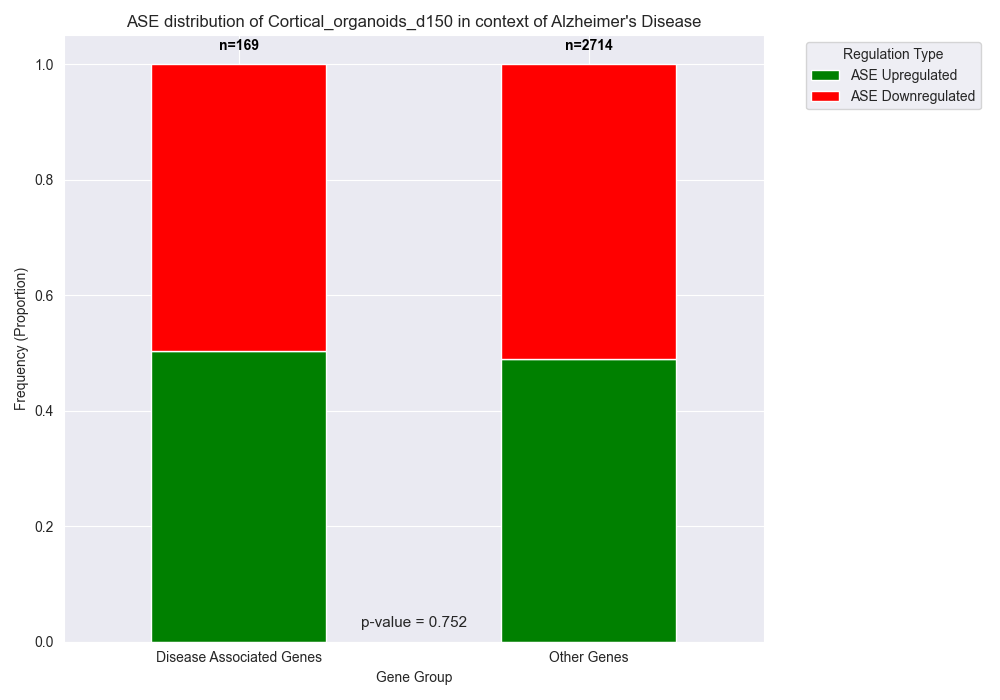 ASE distribution of Cortical_organoids_d150 in context of Alzheimer's Disease
n=169
n=2714
Regulation Type
ASE Upregulated
ASE Downregulated
Frequency (Proportion)
1.0
0.8
0.6
0.4
0.2
0.0
p-value = 0.752
Disease Associated Genes
Other Genes
Gene Group